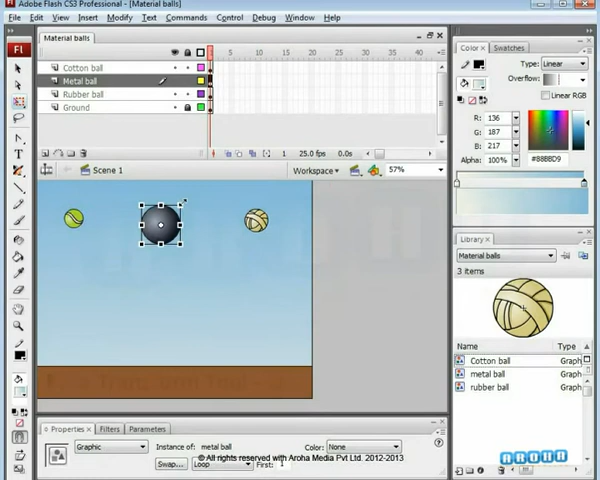 Adobe Flash CS3 Professional - [Material balls]
File Edit View Insert Modify Text Commands Control Debug Window Help
Material balls
5 10 15 20 25 30 35 40
Cotton ball
Metal ball
Rubber ball
Ground
1 25.0 fps 0.0s
Scene 1 Workspace 57%
Color Swatches
Type: Linear
Overflow:
Linear RGB
R: 136
G: 187
B: 217
Alpha: 100% #88BBD9
Library
Material balls
3 items
Name Type
Cotton ball Graph
metal ball Graph
rubber ball Graph
Properties Filters Parameters
Graphic Instance of: metal ball Color: None
Swap... Loop First: 1
© All rights reserved with Aroha Media Pvt Ltd. 2012-2013
AROHA